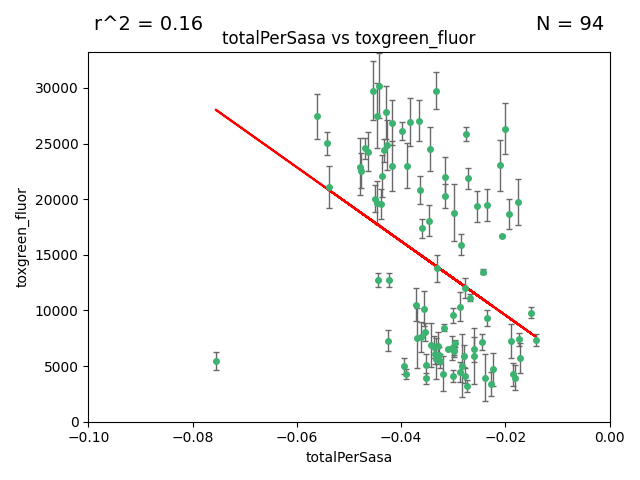 r^2 = 0.16
N = 94
totalPerSasa vs toxgreen_fluor
30000
25000
20000
15000
10000
5000
0
toxgreen_fluor
−0.10
−0.08
−0.06
−0.04
−0.02
0.00
totalPerSasa